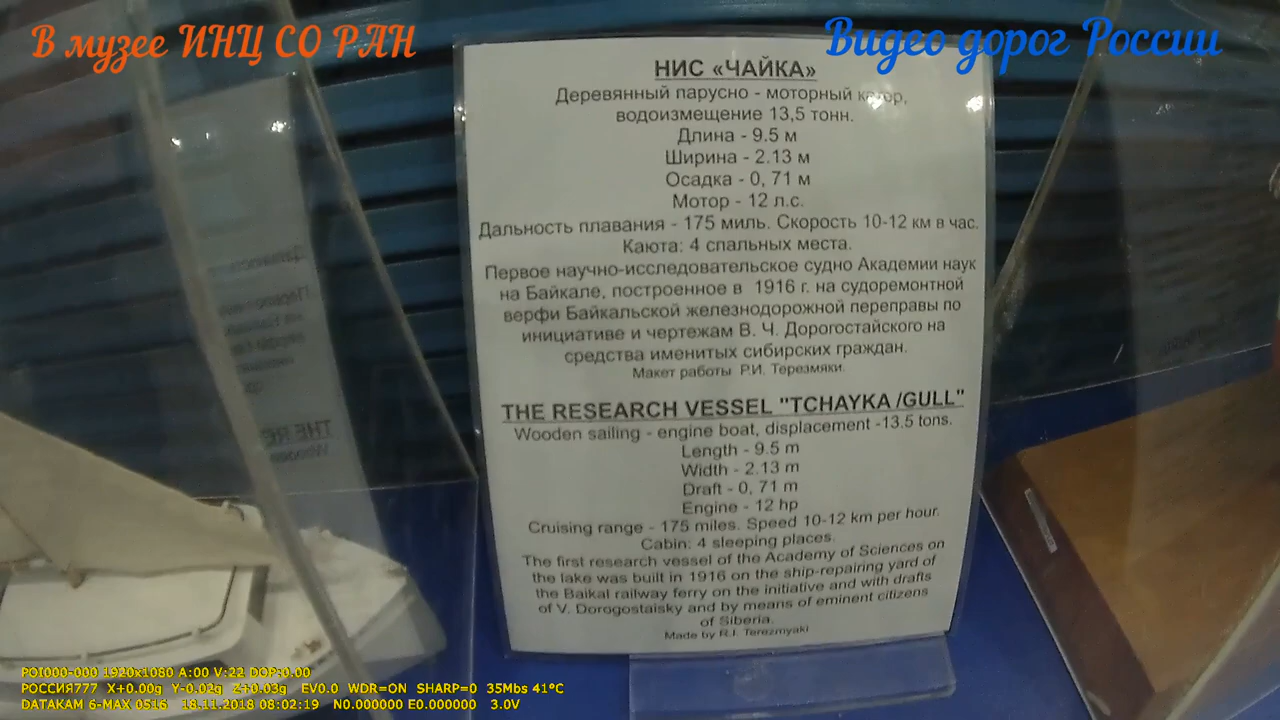 В музее ИНЦ СО РАН
Видео дорог России
НИС «ЧАЙКА»
Деревянный парусно - моторный катер,
водоизмещение 13,5 тонн.
Длина - 9.5 м
Ширина - 2.13 м
Осадка - 0, 71 м
Мотор - 12 л.с.
Дальность плавания - 175 миль. Скорость 10-12 км в час.
Каюта: 4 спальных места.
Первое научно-исследовательское судно Академии наук
на Байкале, построенное в 1916 г. на судоремонтной
верфи Байкальской железнодорожной переправы по
инициативе и чертежам В. Ч. Дорогостайского на
средства именитых сибирских граждан.
Макет работы Р.И. Терезмяки.
THE RESEARCH VESSEL "TCHAYKA /GULL"
Wooden sailing - engine boat, displacement -13.5 tons.
Length - 9.5 m
Width - 2.13 m
Draft - 0, 71 m
Engine - 12 hp
Cruising range - 175 miles. Speed 10-12 km per hour.
Cabin: 4 sleeping places.
The first research vessel of the Academy of Sciences on
the lake was built in 1916 on the ship-repairing yard of
the Baikal railway ferry on the initiative and with drafts
of V. Dorogostaisky and by means of eminent citizens
of Siberia.
Made by R.I. Terezmyaki
POI000-000 1920x1080 A:00 V:22 DOP:0.00
РОССИЯ777 X+0.00g Y-0.02g Z+0.03g EV0.0 WDR=ON SHARP=0 35Mbs 41°C
DATAKAM 6-MAX 0516 18.11.2018 08:02:19 N0.000000 E0.000000 3.0V